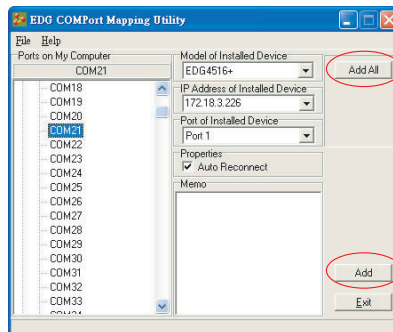 EDG COMPort Mapping Utility
File Help
Ports on My Computer
COM21
COM18
COM19
COM20
COM21
COM22
COM23
COM24
COM25
COM26
COM27
COM28
COM29
COM30
COM31
COM32
COM33
COM34
Model of Installed Device
EDG4516+
IP Address of Installed Device
172.18.3.226
Port of Installed Device
Port 1
Properties
Auto Reconnect
Memo
Add All
Add
Exit